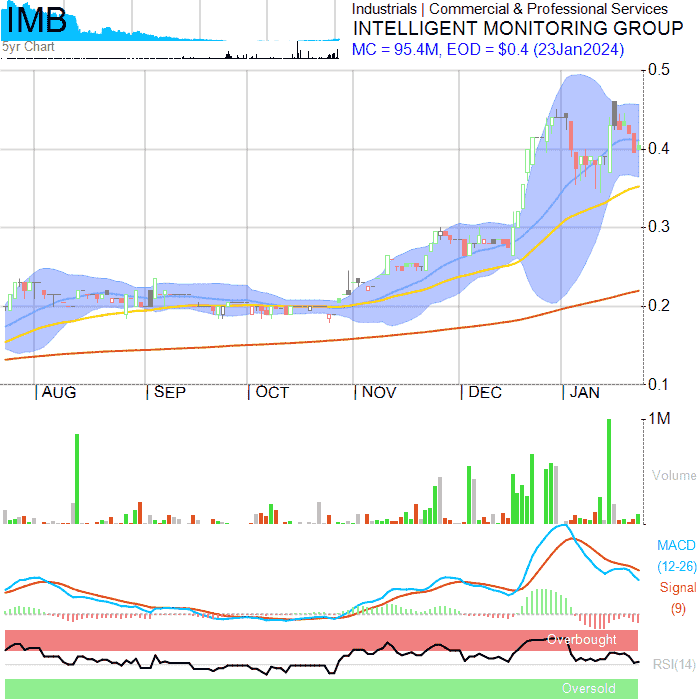 IMB
5yr Chart
Industrials | Commercial & Professional Services
INTELLIGENT MONITORING GROUP
MC = 95.4M, EOD = $0.4 (23Jan2024)
0.5
0.4
0.3
0.2
0.1
AUG SEP OCT NOV DEC JAN
1M
Volume
MACD
(12-26)
Signal
(9)
Overbought
RSI(14)
Oversold